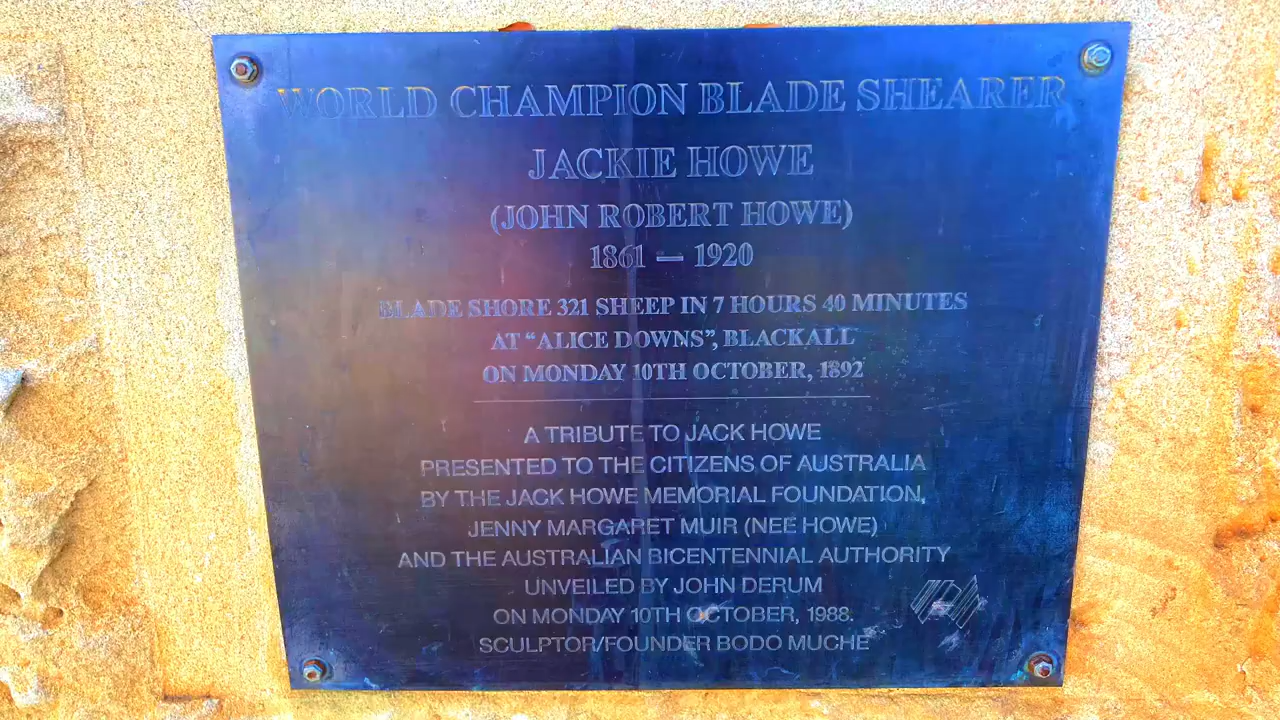 WORLD CHAMPION BLADE SHEARER
JACKIE HOWE
(JOHN ROBERT HOWE)
1861 — 1920
BLADE SHORE 321 SHEEP IN 7 HOURS 40 MINUTES
AT “ALICE DOWNS”, BLACKALL
ON MONDAY 10TH OCTOBER, 1892
A TRIBUTE TO JACK HOWE
PRESENTED TO THE CITIZENS OF AUSTRALIA
BY THE JACK HOWE MEMORIAL FOUNDATION,
JENNY MARGARET MUIR (NEE HOWE)
AND THE AUSTRALIAN BICENTENNIAL AUTHORITY
UNVEILED BY JOHN DERUM
ON MONDAY 10TH OCTOBER, 1988.
SCULPTOR/FOUNDER BODO MUCHE